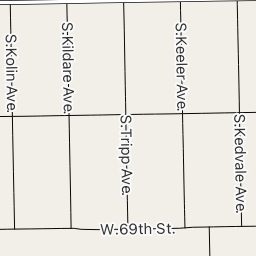 S. Kolin Ave.
S. Kildare Ave.
S. Tripp Ave.
S. Keeler Ave.
S. Kedvale Ave.
W. 69th St.